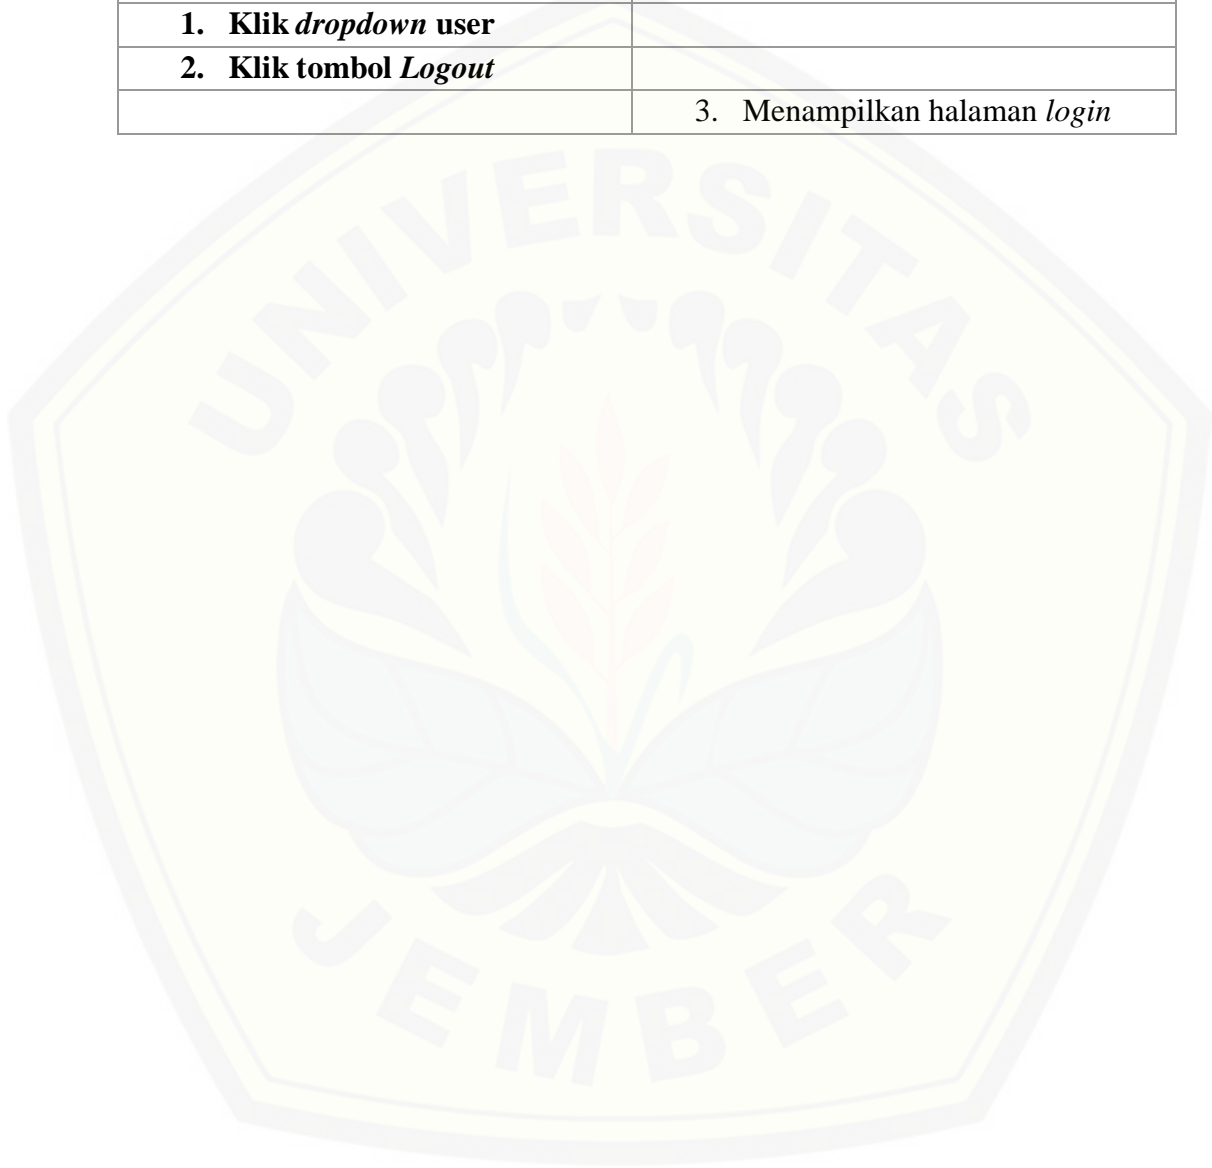 1. Klik dropdown user
2. Klik tombol Logout
3. Menampilkan halaman login
UNIVERSITAS
JEMBER